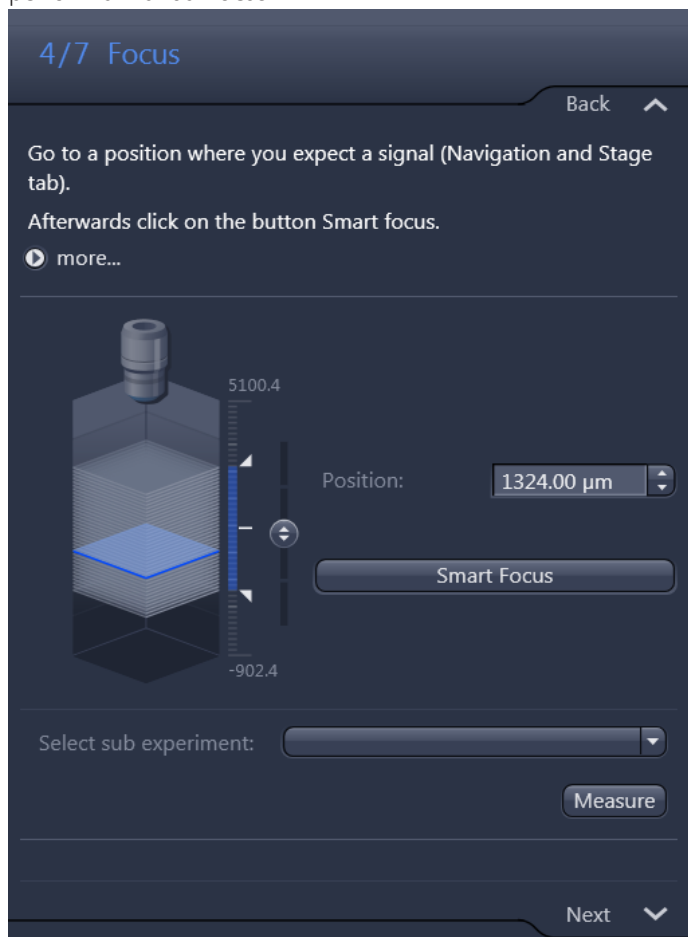 4/7 Focus
Back
Go to a position where you expect a signal (Navigation and Stage
tab).
Afterwards click on the button Smart focus.
more...
5100.4
Position: 1324.00 µm
Smart Focus
-902.4
Select sub experiment:
Measure
Next